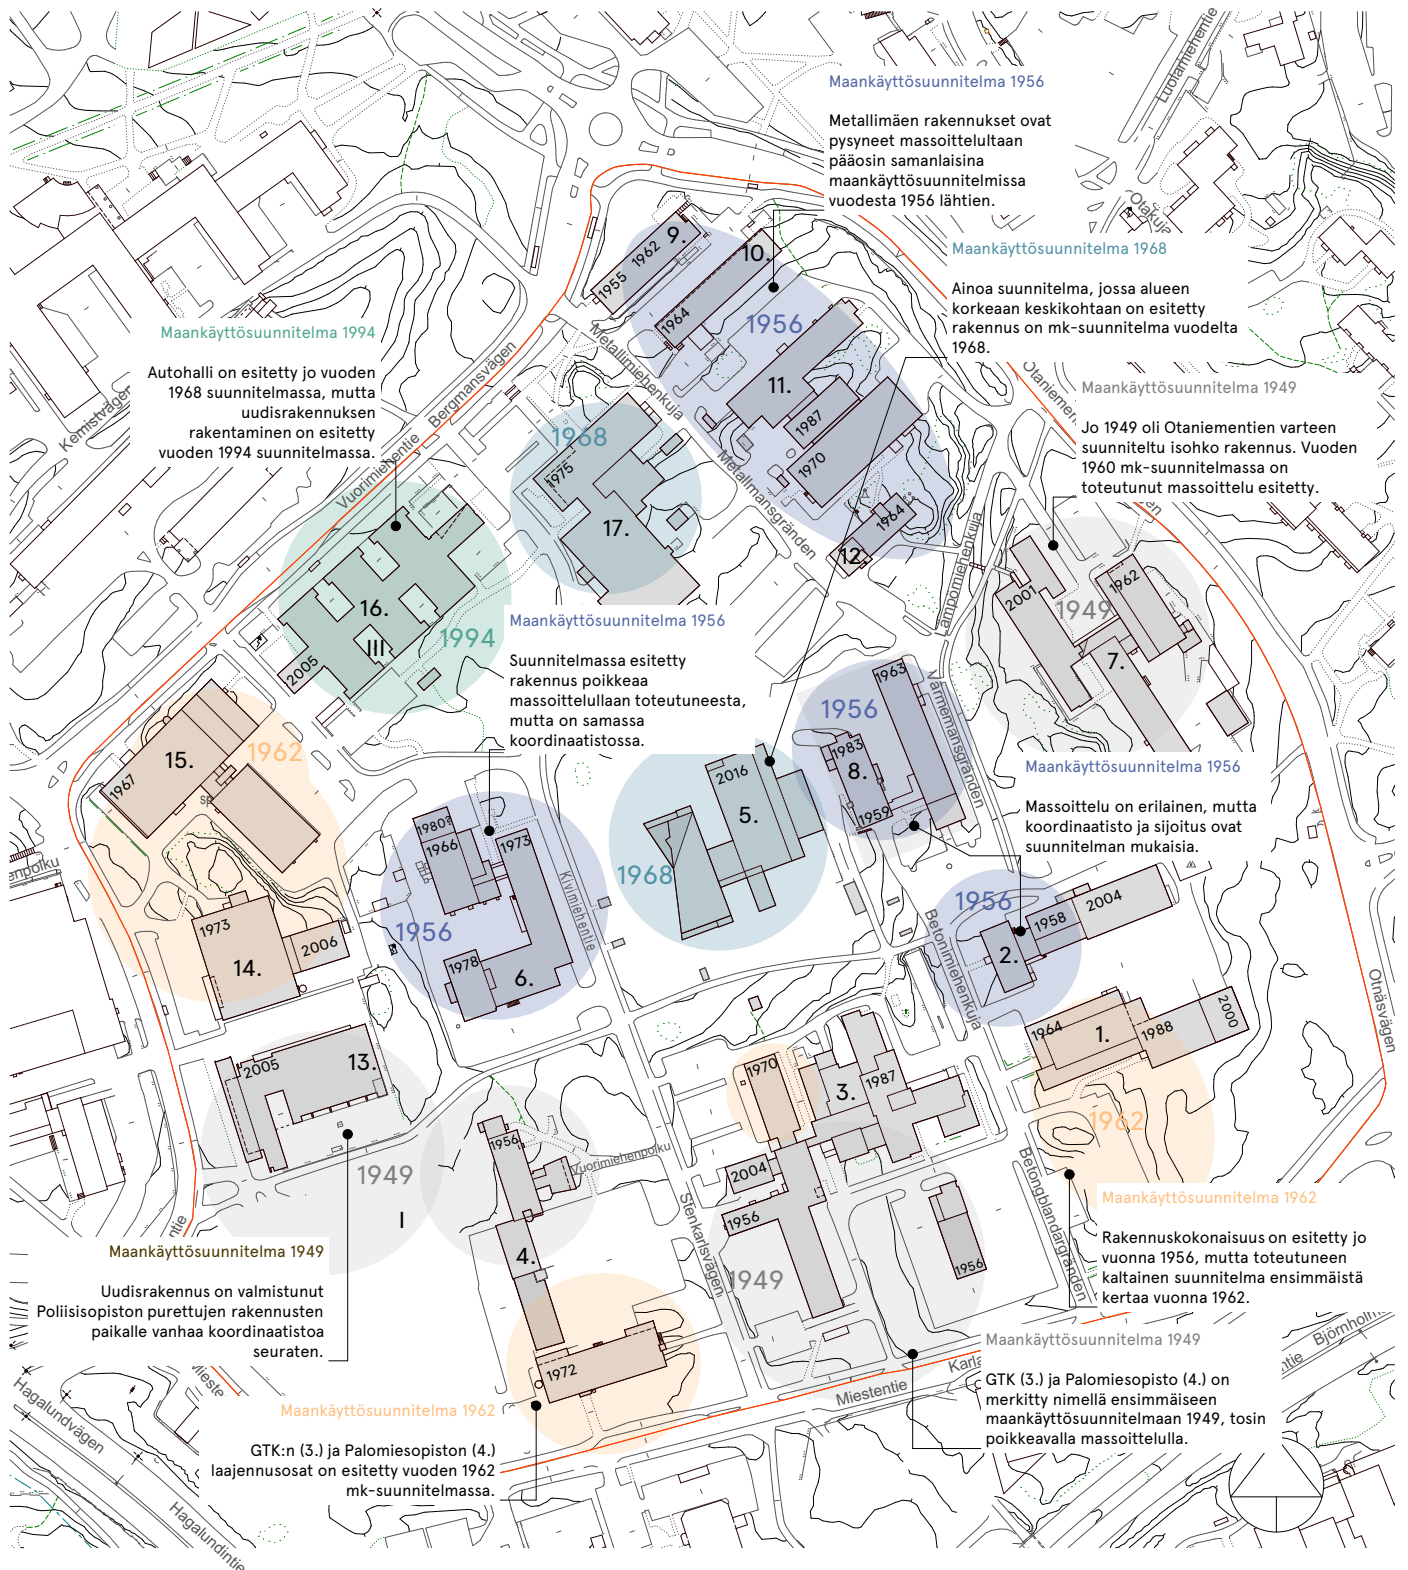 Maankäyttösuunnitelma 1956
Metallimäen rakennukset ovat
pysyneet massoittelultaan
pääosin samanlaisina
maankäyttösuunnitelmissa
vuodesta 1956 lähtien.
Luolamiehentie
Otakuja
Maankäyttösuunnitelma 1968
Ainoa suunnitelma, jossa alueen
korkeaan keskikohtaan on esitetty
rakennus on mk-suunnitelma vuodelta
1968.
Maankäyttösuunnitelma 1949
Jo 1949 oli Otaniementien varteen
suunniteltu isohko rakennus. Vuoden
1960 mk-suunnitelmassa on
toteutunut massoittelu esitetty.
Maankäyttösuunnitelma 1994
Autohalli on esitetty jo vuoden
1968 suunnitelmassa, mutta
uudisrakennuksen
rakentaminen on esitetty
vuoden 1994 suunnitelmassa.
Kemistvägen
Vuorimiehentie
Bergmansvägen
Metallimiehenkuja
Metallmansgränden
9.
1962
1955
10.
1964
1956
11.
1987
1970
1964
12
1968
1975
17.
16.
III
2005
1994
Lämpömiehenkuja
Värmemansgränden
2001
1962
1949
7.
Maankäyttösuunnitelma 1956
Suunnitelmassa esitetty
rakennus poikkeaa
massoittelullaan toteutuneesta,
mutta on samassa
koordinaatistossa.
1963
1956
1983
8.
1959
Maankäyttösuunnitelma 1956
Massoittelu on erilainen, mutta
koordinaatisto ja sijoitus ovat
suunnitelman mukaisia.
1962
15.
1967
sp
1973
14.
2006
1980?
1966
1973
1956
1978
6.
Kivimiehentie
2016
5.
1968
1956
2004
1958
2.
Betonimiehenkuja
Otnäsvägen
1964
1.
1988
2000
1962
2005
13.
1949
I
1970
3.
1987
1956
Vuorimiehenpolku
4.
2004
1956
1949
1956
Stenkarlsvägen
Betongblandargränden
Maankäyttösuunnitelma 1962
Rakennuskokonaisuus on esitetty jo
vuonna 1956, mutta toteutuneen
kaltainen suunnitelma ensimmäistä
kertaa vuonna 1962.
Maankäyttösuunnitelma 1949
Uudisrakennus on valmistunut
Poliisisopiston purettujen rakennusten
paikalle vanhaa koordinaatistoa
seuraten.
1972
Miestentie
Maankäyttösuunnitelma 1949
GTK (3.) ja Palomiesopisto (4.) on
merkitty nimellä ensimmäiseen
maankäyttösuunnitelmaan 1949, tosin
poikkeavalla massoittelulla.
Maankäyttösuunnitelma 1962
GTK:n (3.) ja Palomiesopiston (4.)
laajennusosat on esitetty vuoden 1962
mk-suunnitelmassa.
Hagalundvägen
Hagalundintie